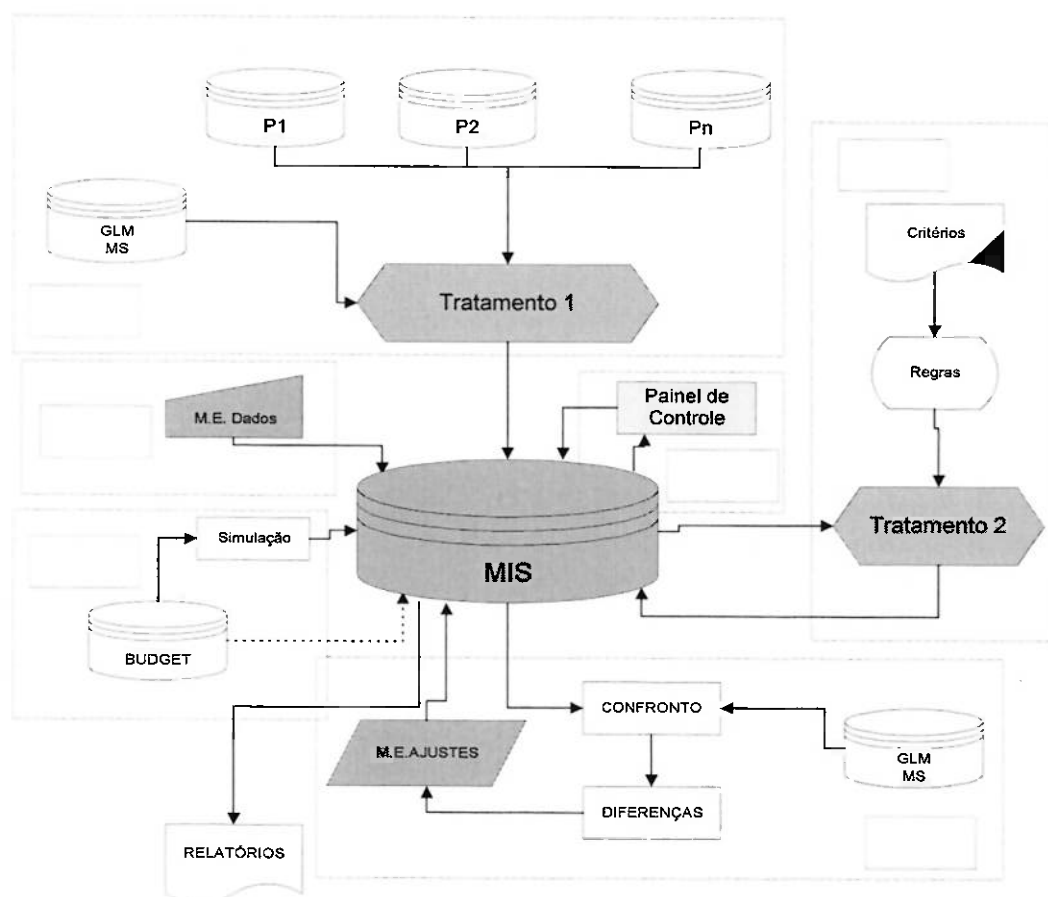 P1
P2
Pn
GLM
MS
Tratamento 1
Critérios
Regras
M.E. Dados
Painel de
Controle
Simulação
MIS
Tratamento 2
BUDGET
CONFRONTO
M.E.AJUSTES
GLM
MS
DIFERENÇAS
RELATÓRIOS